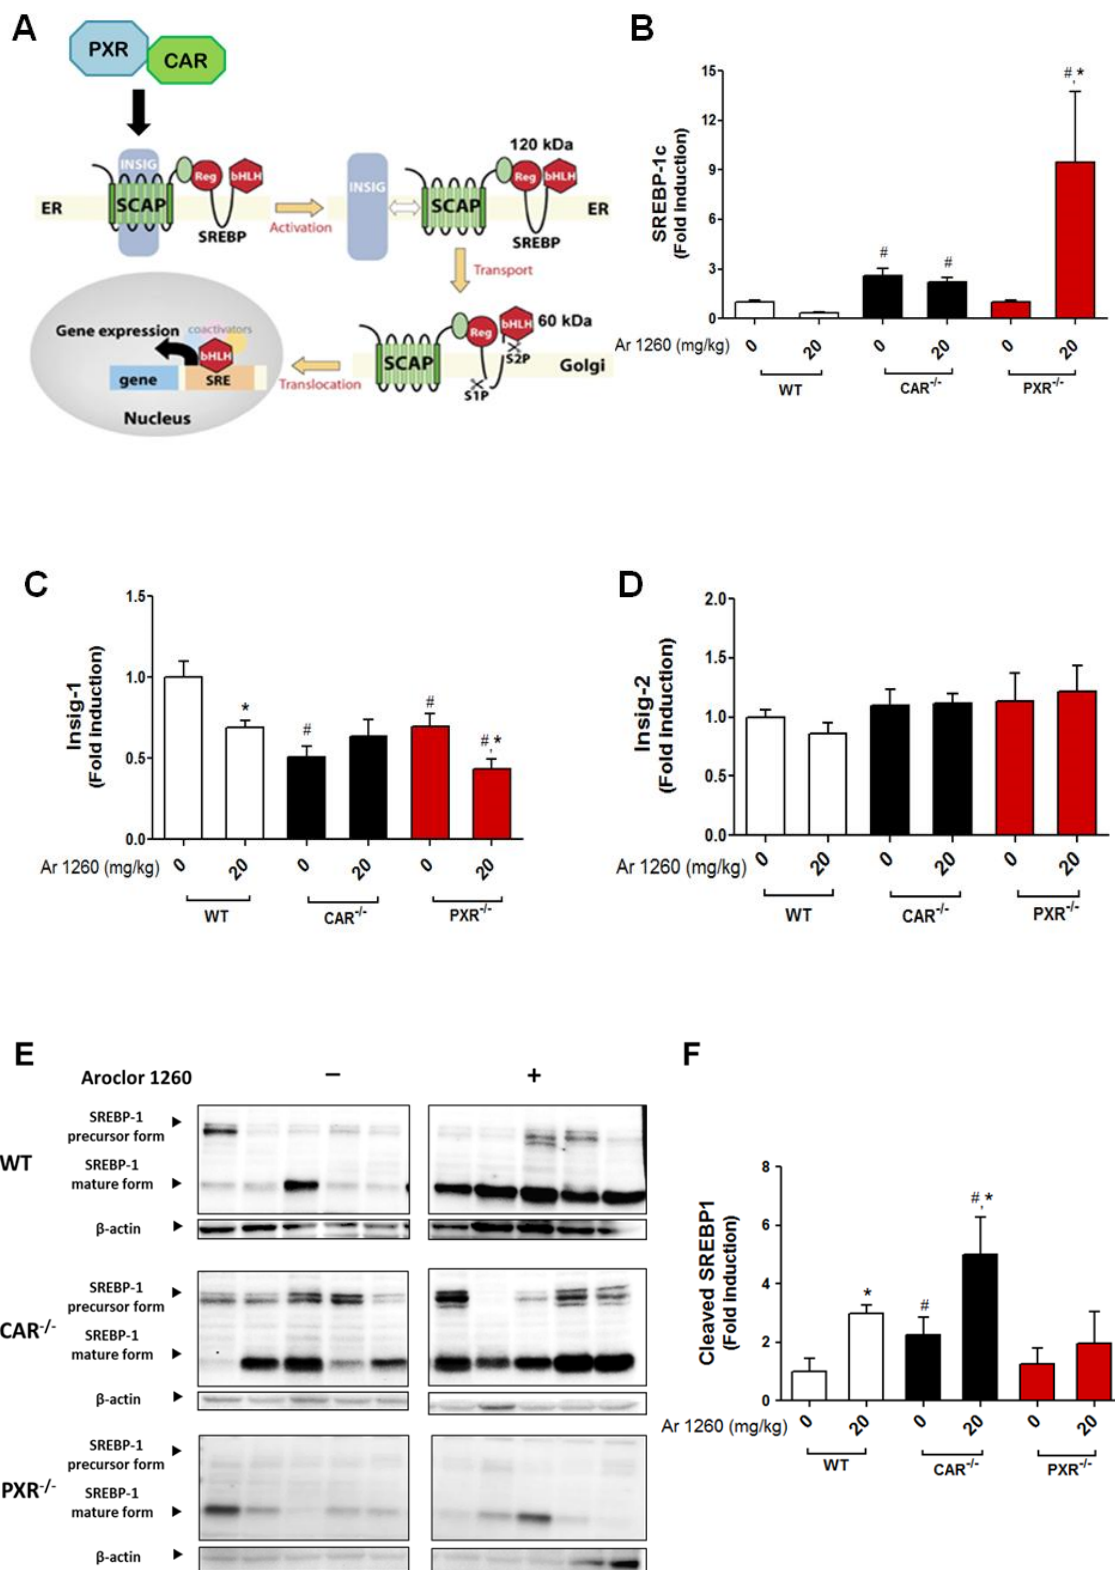 A
PXR
CAR
INSIG
SCAP
Reg
bHLH
SREBP
ER
Activation
INSIG
SCAP
120 kDa
Reg
bHLH
SREBP
ER
Transport
SCAP
Reg
bHLH
60 kDa
S2P
S1P
Golgi
Translocation
Gene expression
coactivators
bHLH
gene
SRE
Nucleus
B
SREBP-1c
(Fold induction)
15
12
9
6
3
0
#
#
#,*
Ar 1260 (mg/kg)
0
20
0
20
0
20
WT
CAR-/-
PXR-/-
C
Insig-1
(Fold induction)
1.5
1.0
0.5
0.0
*
#
#
#,*
Ar 1260 (mg/kg)
0
20
0
20
0
20
WT
CAR-/-
PXR-/-
D
Insig-2
(Fold induction)
2.0
1.5
1.0
0.5
0.0
Ar 1260 (mg/kg)
0
20
0
20
0
20
WT
CAR-/-
PXR-/-
E
Aroclor 1260
−
+
WT
SREBP-1
precursor form
SREBP-1
mature form
β-actin
CAR-/-
SREBP-1
precursor form
SREBP-1
mature form
β-actin
PXR-/-
SREBP-1
precursor form
SREBP-1
mature form
β-actin
F
Cleaved SREBP1
(Fold induction)
8
6
4
2
0
*
#
#,*
Ar 1260 (mg/kg)
0
20
0
20
0
20
WT
CAR-/-
PXR-/-